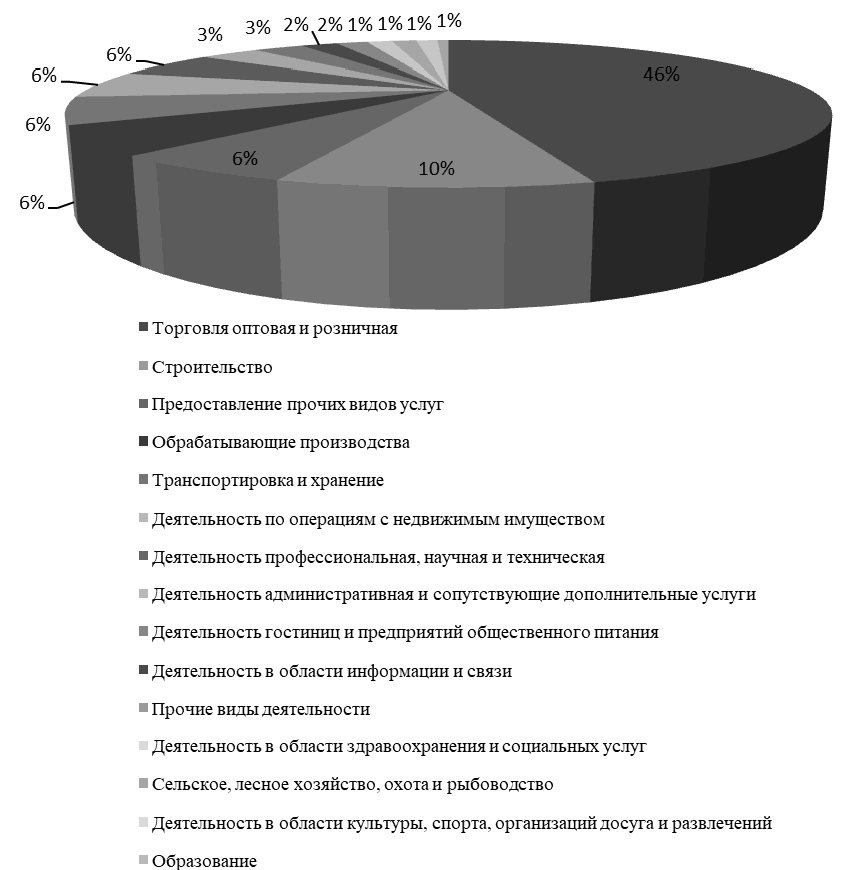 3% 3% 2% 2% 1% 1% 1% 1%
6%
6%
46%
6%
6%
10%
6%
Торговля оптовая и розничная
Строительство
Предоставление прочих видов услуг
Обрабатывающие производства
Транспортировка и хранение
Деятельность по операциям с недвижимым имуществом
Деятельность профессиональная, научная и техническая
Деятельность административная и сопутствующие дополнительные услуги
Деятельность гостиниц и предприятий общественного питания
Деятельность в области информации и связи
Прочие виды деятельности
Деятельность в области здравоохранения и социальных услуг
Сельское, лесное хозяйство, охота и рыбоводство
Деятельность в области культуры, спорта, организаций досуга и развлечений
Образование